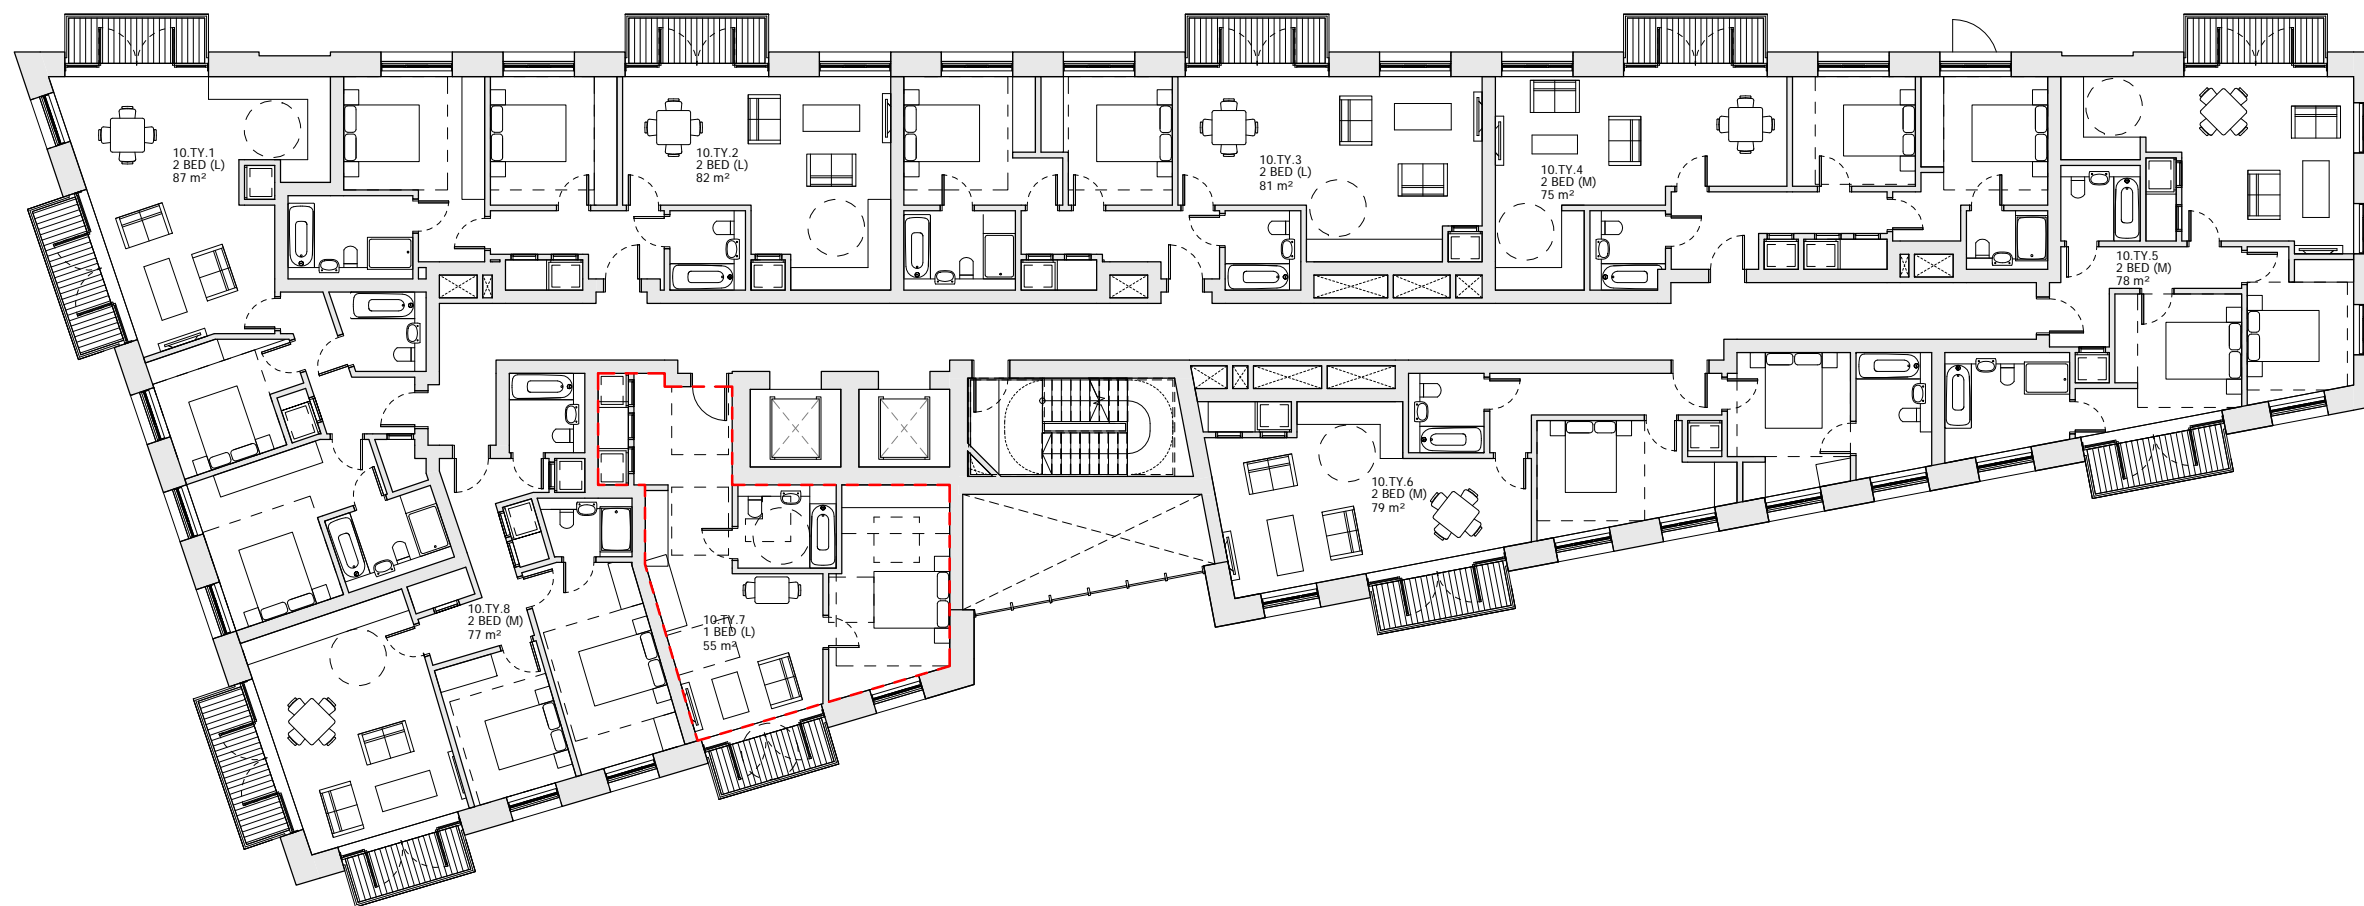 10.TY.1
2 BED (L)
87 m²
10.TY.2
2 BED (L)
82 m²
10.TY.3
2 BED (L)
81 m²
10.TY.4
2 BED (M)
75 m²
10.TY.5
2 BED (M)
78 m²
10.TY.6
2 BED (M)
79 m²
10.TY.7
1 BED (L)
55 m²
10.TY.8
2 BED (M)
77 m²